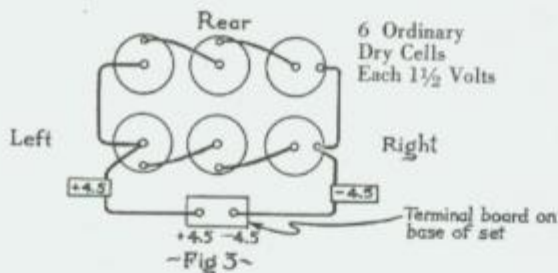 Rear
6 Ordinary
Dry Cells
Each 1½ Volts
Left
Right
+4.5
-4.5
+4.5 -4.5
Terminal board on
base of set
~Fig 3~